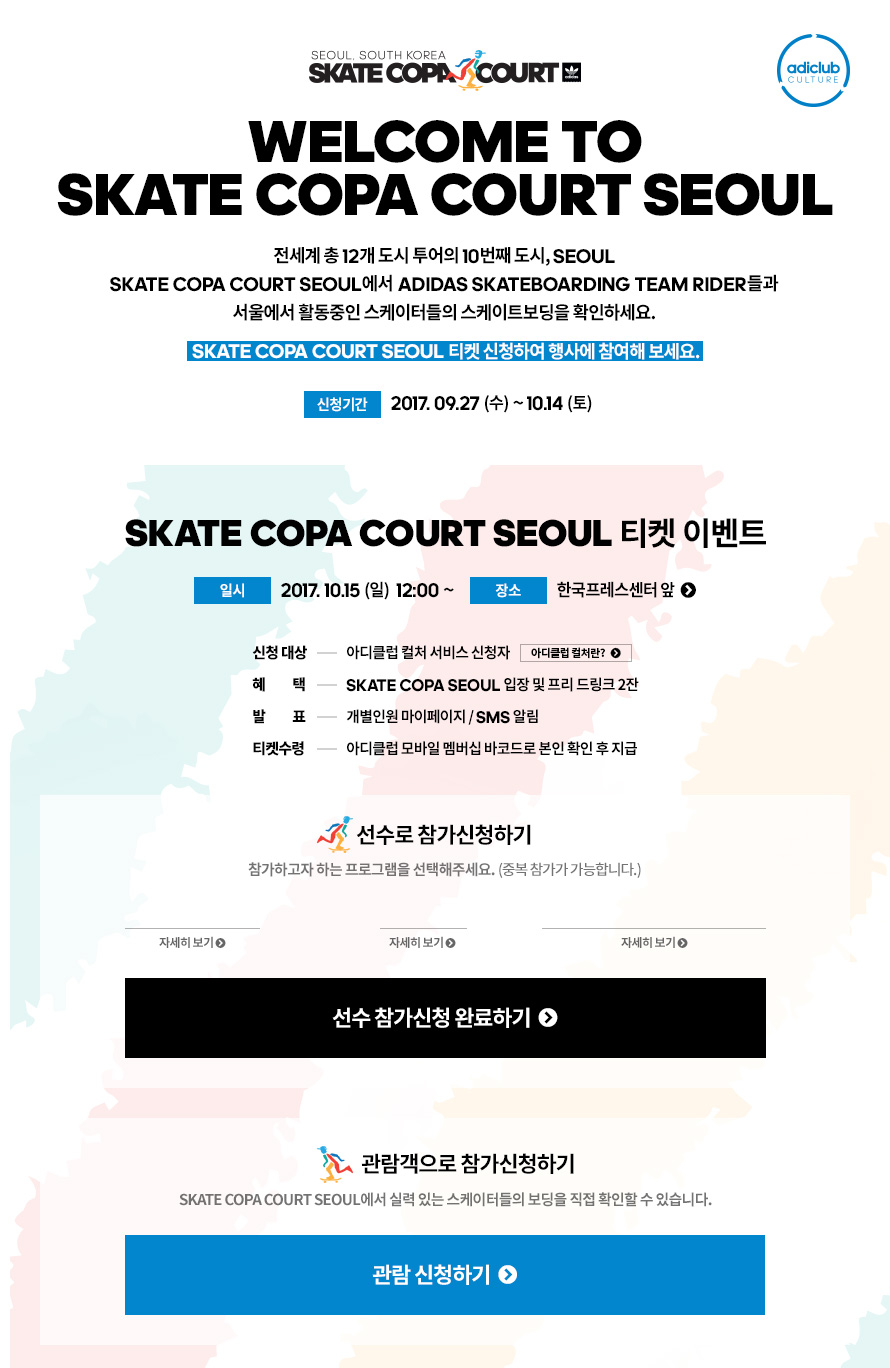 SEOUL, SOUTH KOREA
SKATE COPA COURT
adidas
adiclub
CULTURE
WELCOME TO
SKATE COPA COURT SEOUL
전세계 총 12개 도시 투어의 10번째 도시, SEOUL
SKATE COPA COURT SEOUL에서 ADIDAS SKATEBOARDING TEAM RIDER들과
서울에서 활동중인 스케이터들의 스케이트보딩을 확인하세요.
SKATE COPA COURT SEOUL 티켓 신청하여 행사에 참여해 보세요.
신청기간 2017. 09.27 (수) ~ 10.14 (토)
SKATE COPA COURT SEOUL 티켓 이벤트
일시 2017. 10.15 (일) 12:00 ~ 장소 한국프레스센터 앞
신청 대상 — 아디클럽 컬처 서비스 신청자 아디클럽 컬처란?
혜 택 — SKATE COPA SEOUL 입장 및 프리 드링크 2잔
발 표 — 개별인원 마이페이지 / SMS 알림
티켓수령 — 아디클럽 모바일 멤버십 바코드로 본인 확인 후 지급
선수로 참가신청하기
참가하고자 하는 프로그램을 선택해주세요. (중복 참가가 가능합니다.)
자세히 보기 자세히 보기 자세히 보기
선수 참가신청 완료하기
관람객으로 참가신청하기
SKATE COPA COURT SEOUL에서 실력 있는 스케이터들의 보딩을 직접 확인할 수 있습니다.
관람 신청하기